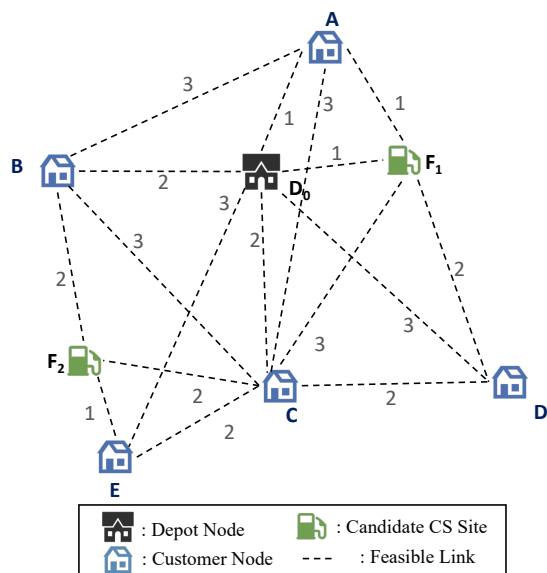 A
3
3
1
1
B
1
F₁
2
D₀
3
2
3
2
2
3
3
F₂
2
2
C
D
1
2
E
: Depot Node
: Candidate CS Site
: Customer Node
: Feasible Link